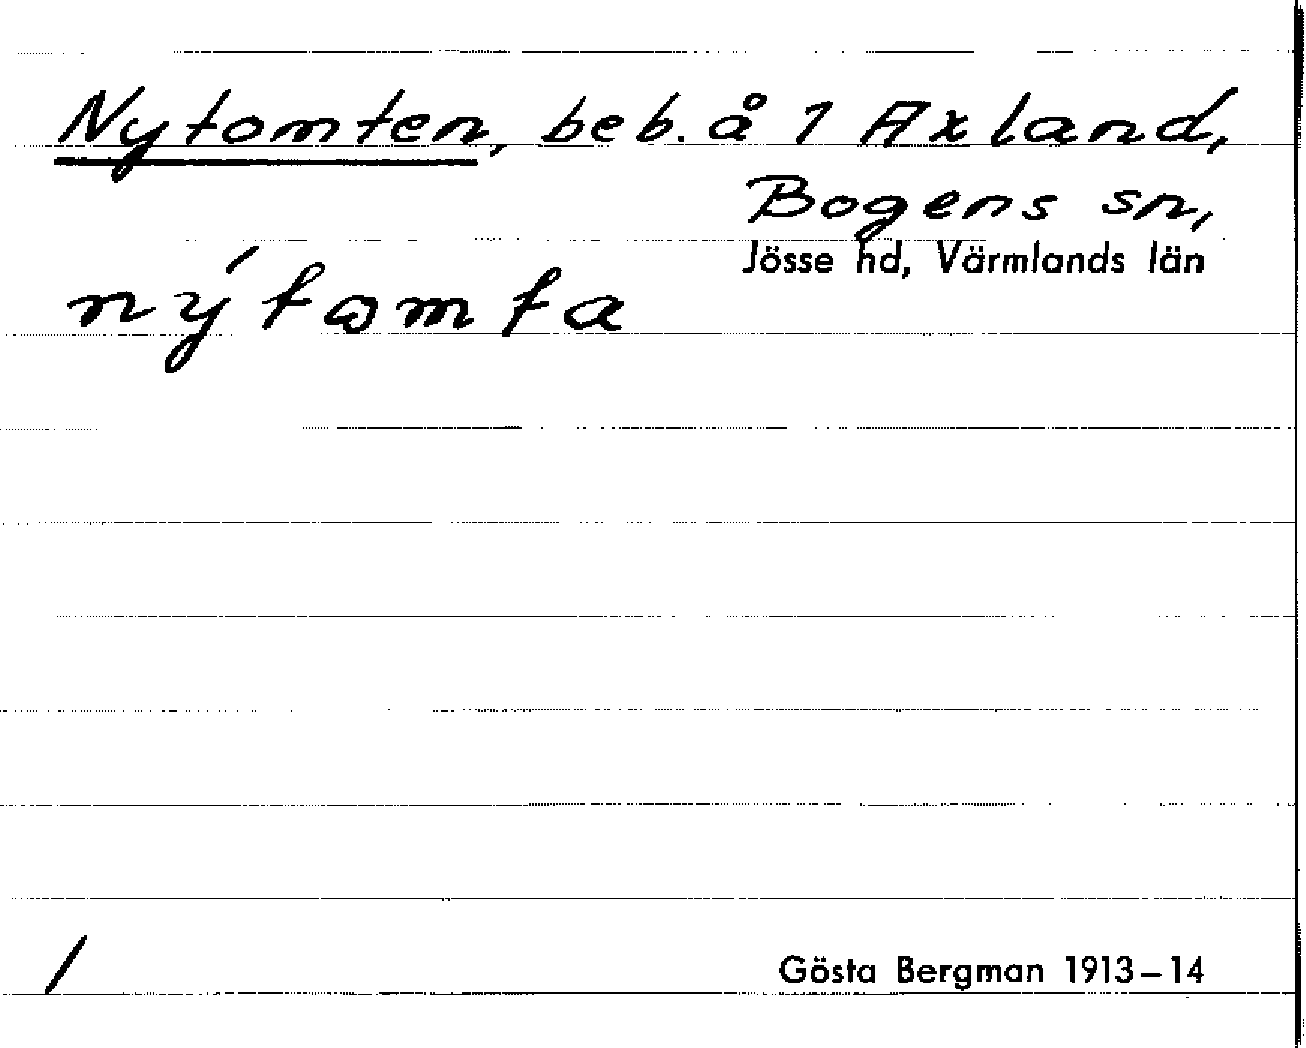 Nytomten, beb. å 1 Axland,
Bogens sn,
Jösse hd, Värmlands län
nýtomta
/
Gösta Bergman 1913–14